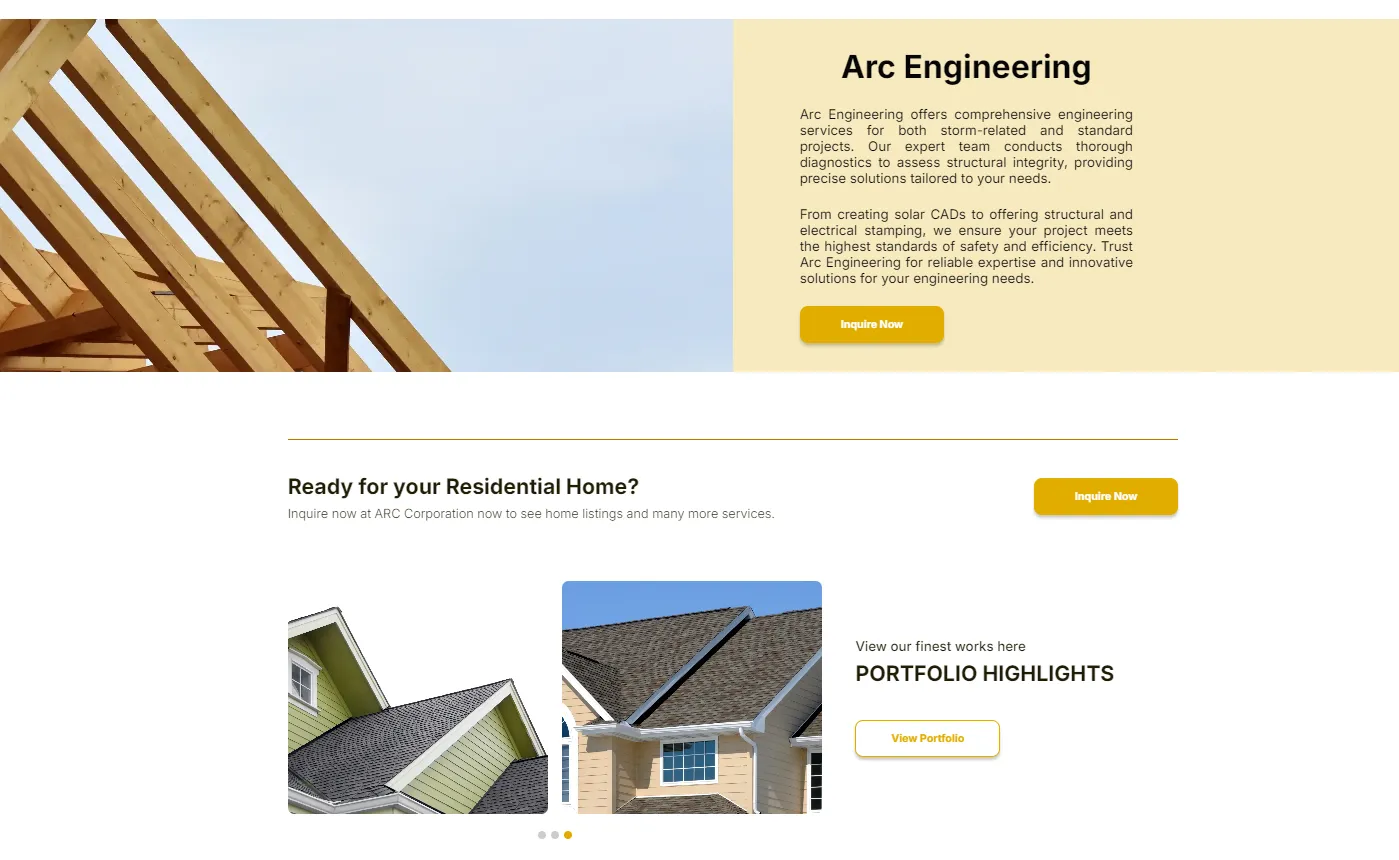 Arc Engineering
Arc Engineering offers comprehensive engineering
services for both storm-related and standard
projects. Our expert team conducts thorough
diagnostics to assess structural integrity, providing
precise solutions tailored to your needs.
From creating solar CADs to offering structural and
electrical stamping, we ensure your project meets
the highest standards of safety and efficiency. Trust
Arc Engineering for reliable expertise and innovative
solutions for your engineering needs.
Inquire Now
Ready for your Residential Home?
Inquire now at ARC Corporation now to see home listings and many more services.
Inquire Now
View our finest works here
PORTFOLIO HIGHLIGHTS
View Portfolio